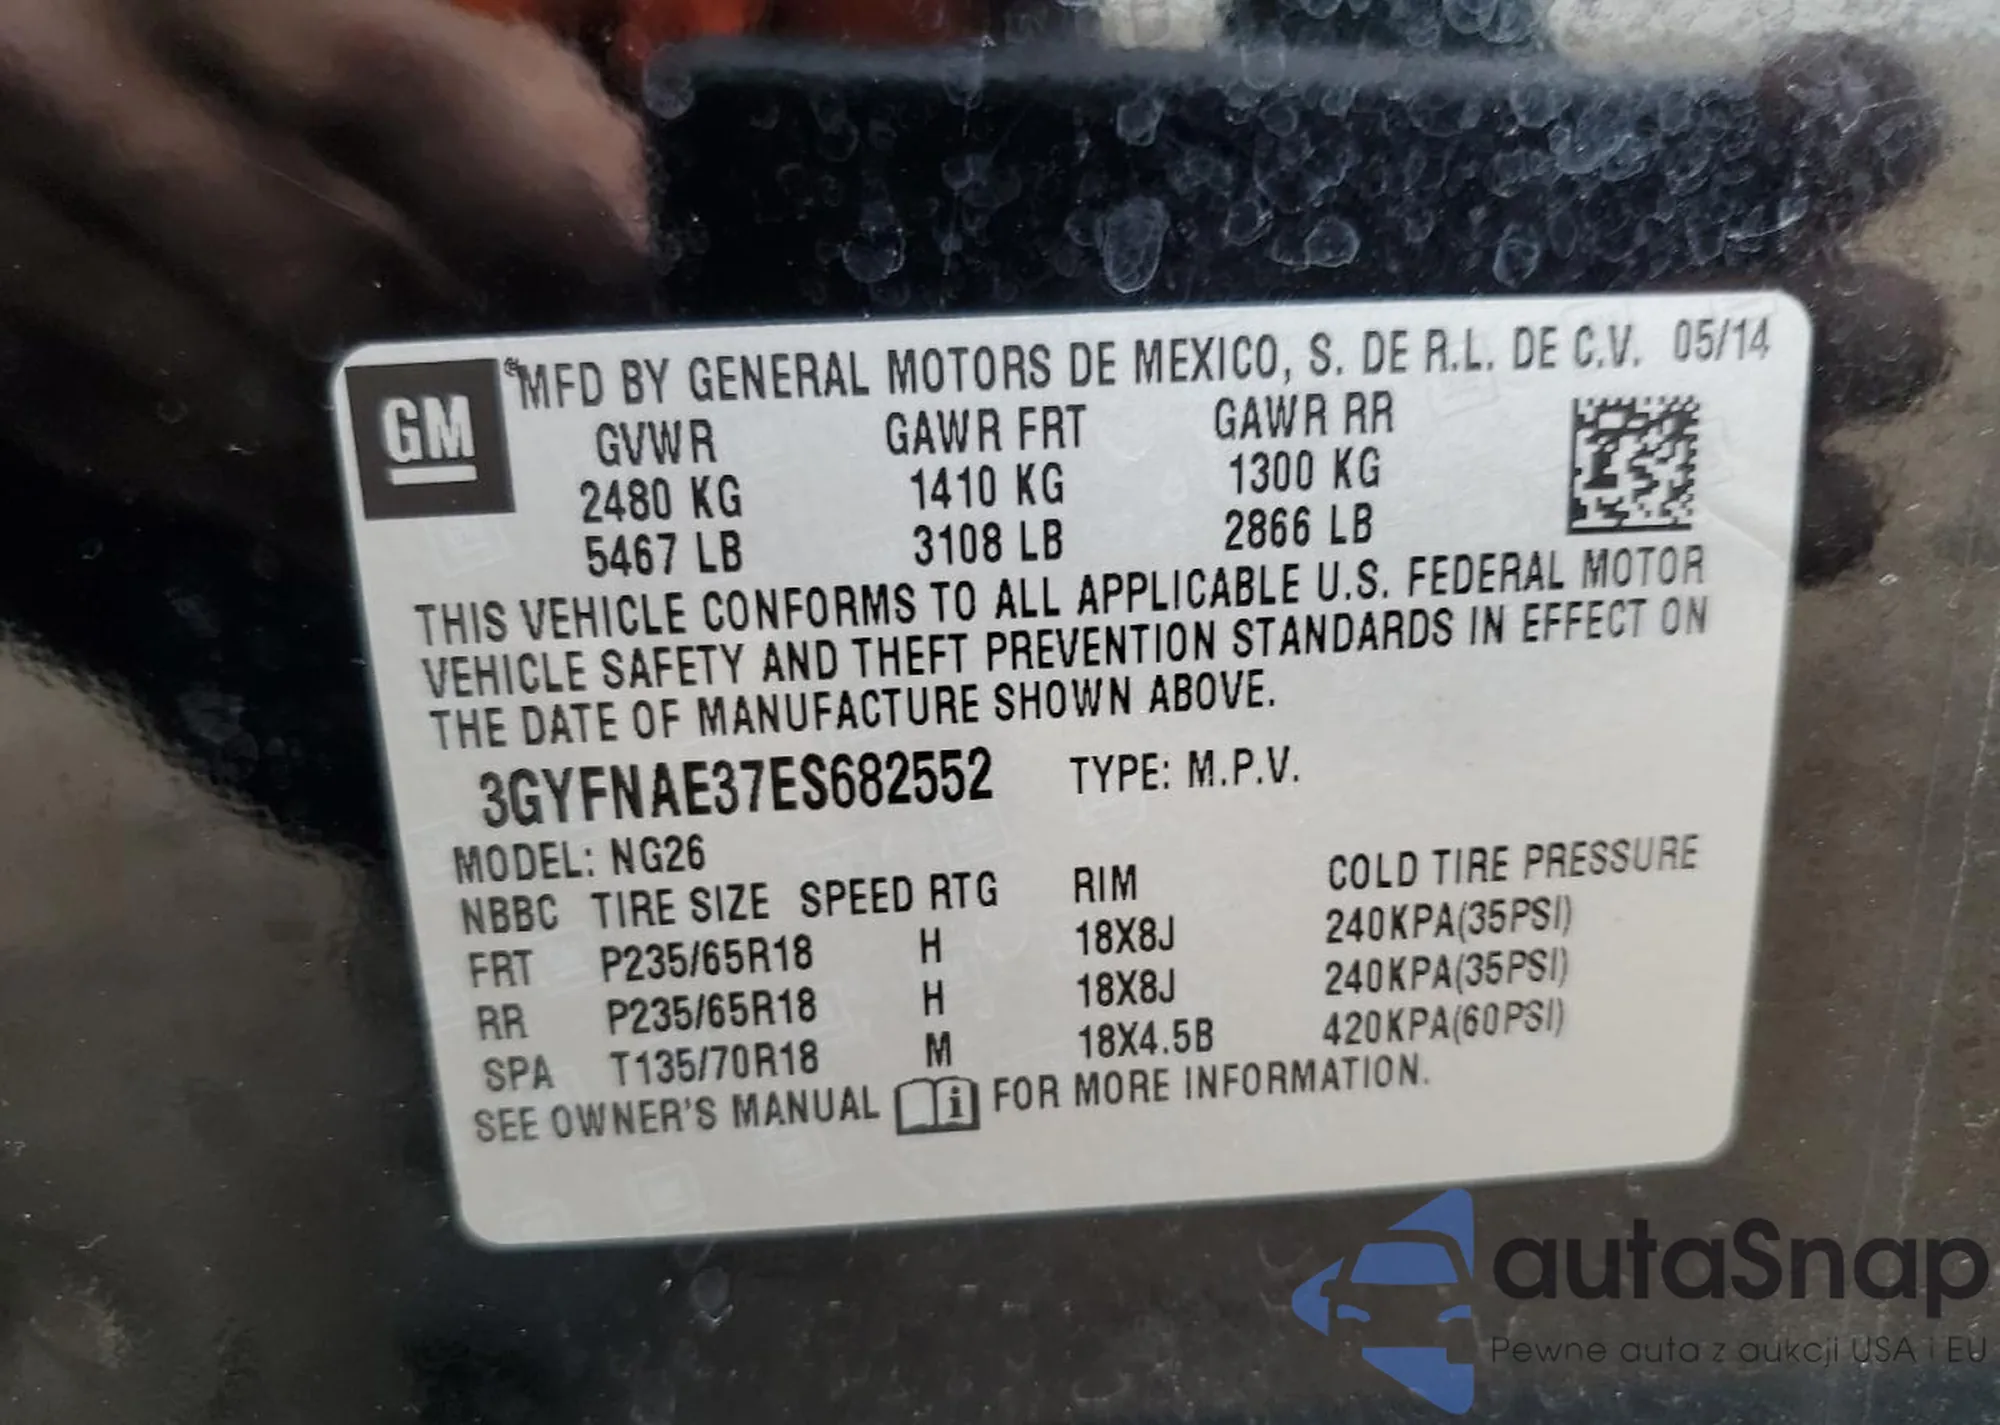 GM
MFD BY GENERAL MOTORS DE MEXICO, S. DE R.L. DE C.V. 05/14
GVWR GAWR FRT GAWR RR
2480 KG 1410 KG 1300 KG
5467 LB 3108 LB 2866 LB
THIS VEHICLE CONFORMS TO ALL APPLICABLE U.S. FEDERAL MOTOR
VEHICLE SAFETY AND THEFT PREVENTION STANDARDS IN EFFECT ON
THE DATE OF MANUFACTURE SHOWN ABOVE.
3GYFNAE37ES682552 TYPE: M.P.V.
MODEL: NG26
NBBC TIRE SIZE SPEED RTG RIM COLD TIRE PRESSURE
FRT P235/65R18 H 18X8J 240KPA(35PSI)
RR P235/65R18 H 18X8J 240KPA(35PSI)
SPA T135/70R18 M 18X4.5B 420KPA(60PSI)
SEE OWNER'S MANUAL i FOR MORE INFORMATION.
autaSnap
Pewne auta z aukcji USA i EU